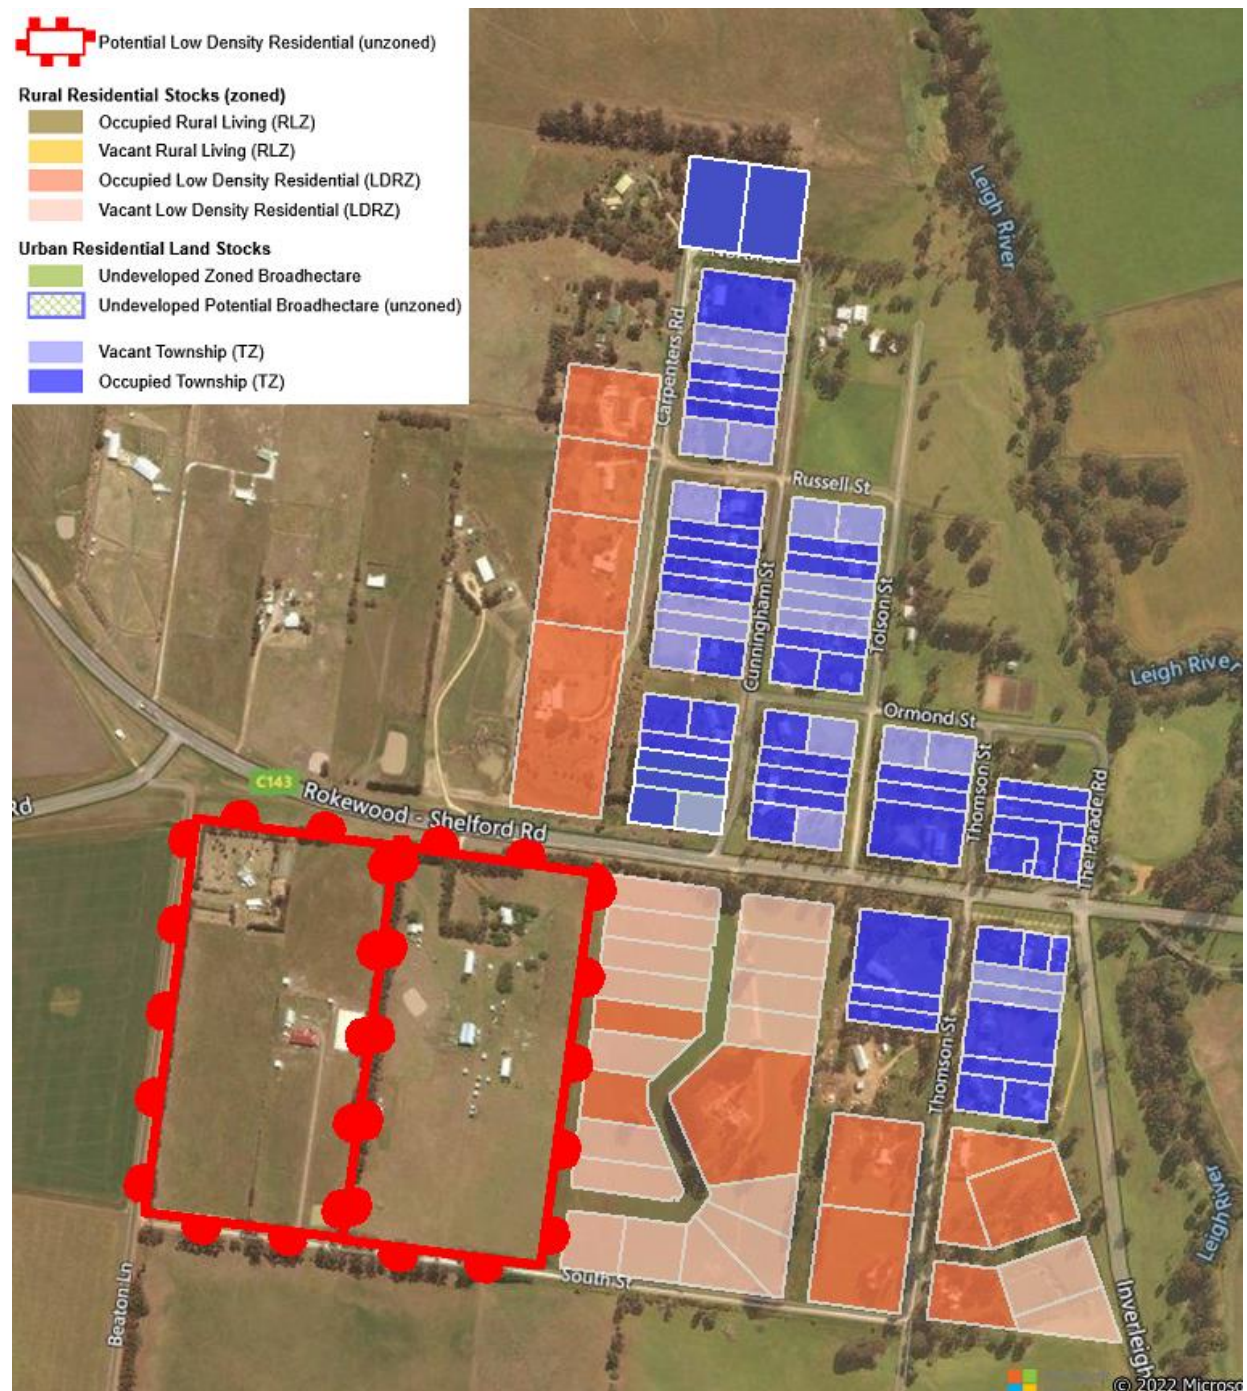 Potential Low Density Residential (unzoned)
Rural Residential Stocks (zoned)
Occupied Rural Living (RLZ)
Vacant Rural Living (RLZ)
Occupied Low Density Residential (LDRZ)
Vacant Low Density Residential (LDRZ)
Urban Residential Land Stocks
Undeveloped Zoned Broadhectare
Undeveloped Potential Broadhectare (unzoned)
Vacant Township (TZ)
Occupied Township (TZ)
Leigh River
Carpenters Rd
Russell St
Cunningham St
Tolson St
Leigh River
Ormond St
Thomson St
The Parade Rd
C143
Rokewood - Shelford Rd
Rd
Thomson St
Leigh River
South St
Beaton Ln
Inverleigh
© 2022 Microso